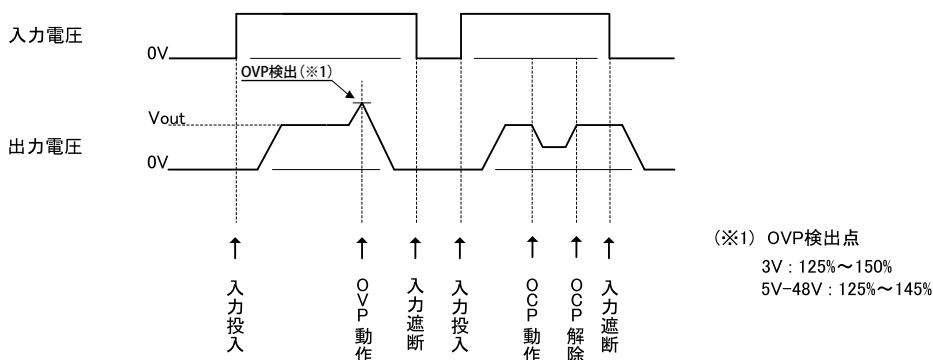 入力電圧
0V
OVP検出(※1)
Vout
出力電圧
0V
入力投入
OVP動作
入力遮断
入力投入
OCP動作
OCP解除
入力遮断
(※1) OVP検出点
3V : 125%~150%
5V-48V : 125%~145%